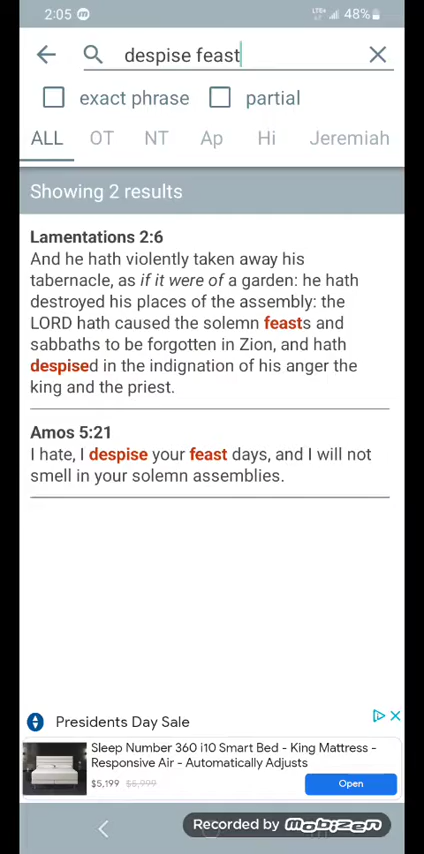 2:05 LTE+ 48%
despise feast
exact phrase partial
ALL OT NT Ap Hi Jeremiah
Showing 2 results
Lamentations 2:6
And he hath violently taken away his
tabernacle, as if it were of a garden: he hath
destroyed his places of the assembly: the
LORD hath caused the solemn feasts and
sabbaths to be forgotten in Zion, and hath
despised in the indignation of his anger the
king and the priest.
Amos 5:21
I hate, I despise your feast days, and I will not
smell in your solemn assemblies.
Presidents Day Sale
Sleep Number 360 i10 Smart Bed - King Mattress -
Responsive Air - Automatically Adjusts
$5,199 $5,999 Open
Recorded by mobizen